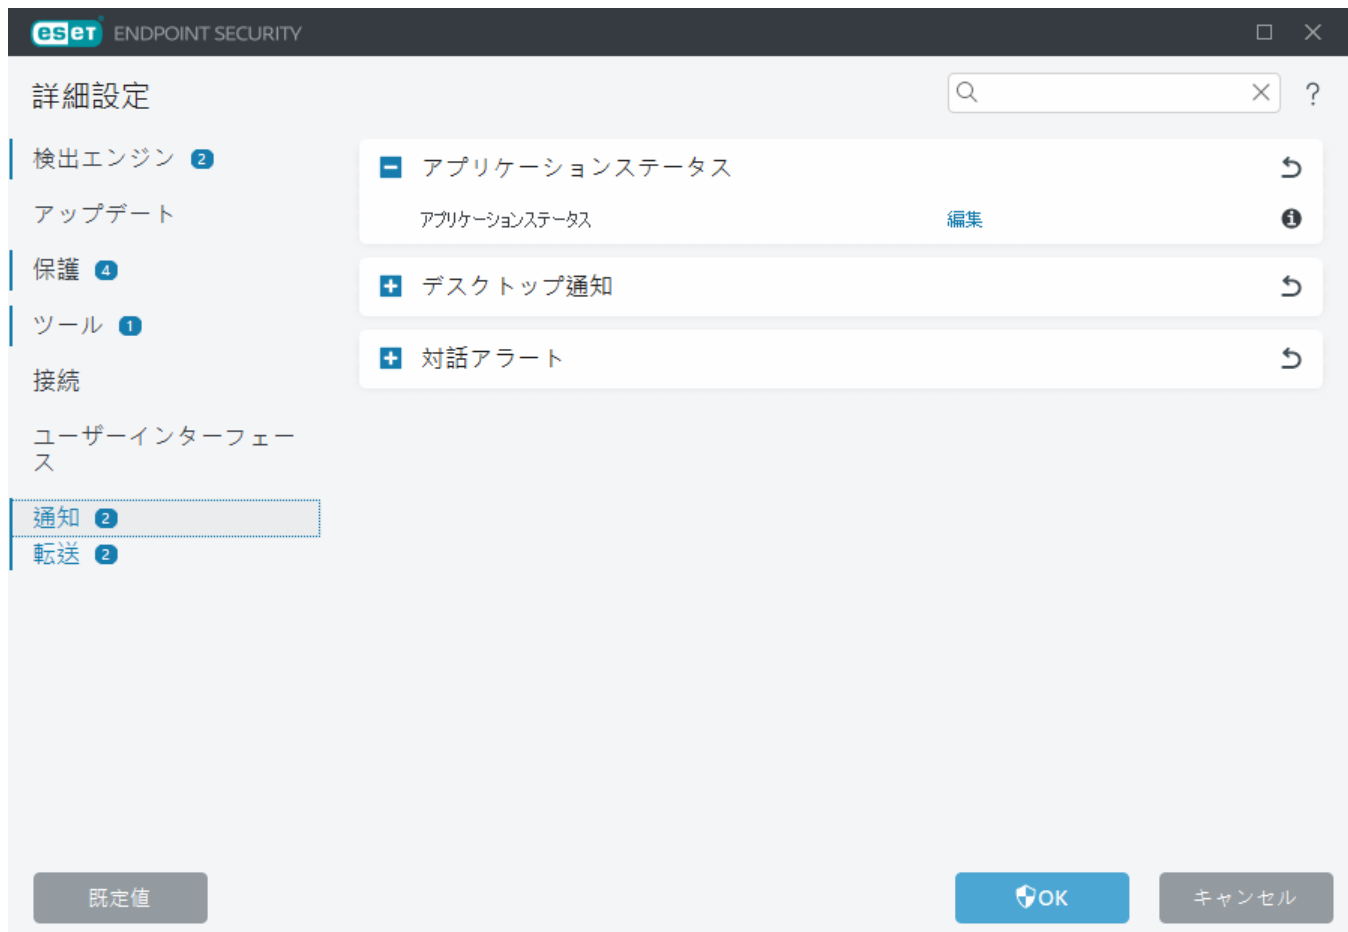 eseT ENDPOINT SECURITY
詳細設定
?
検出エンジン 2
アップデート
保護 4
ツール 1
接続
ユーザーインターフェー
ス
通知 2
転送 2
アプリケーションステータス
アプリケーションステータス 編集
デスクトップ通知
対話アラート
既定値
OK
キャンセル